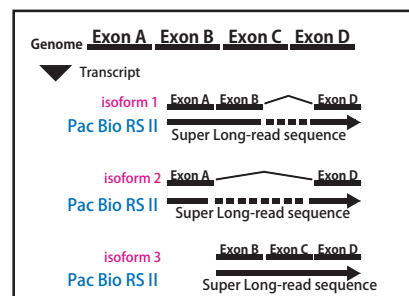 Genome Exon A Exon B Exon C Exon D
Transcript
isoform 1 Exon A Exon B Exon D
Pac Bio RS II
Super Long-read sequence
isoform 2 Exon A Exon D
Pac Bio RS II
Super Long-read sequence
isoform 3 Exon B Exon C Exon D
Pac Bio RS II
Super Long-read sequence